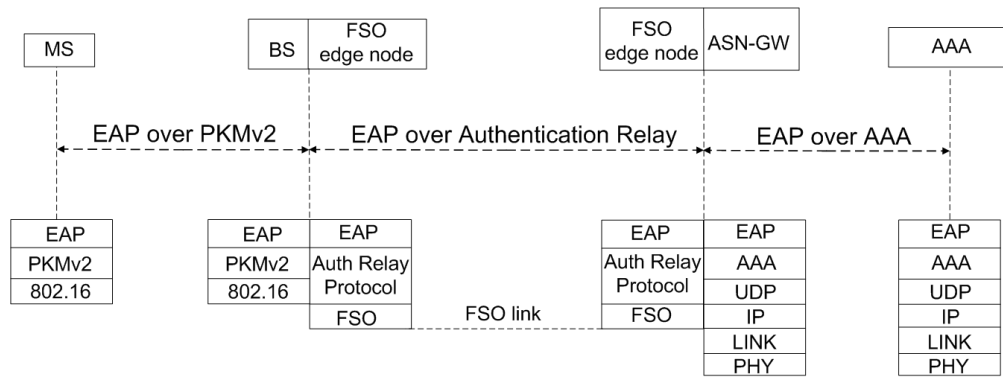 MS
BS
FSO
edge node
FSO
edge node
ASN-GW
AAA
EAP over PKMv2
EAP over Authentication Relay
EAP over AAA
EAP
PKMv2
802.16
EAP
PKMv2
802.16
EAP
Auth Relay
Protocol
FSO
FSO link
EAP
Auth Relay
Protocol
FSO
EAP
AAA
UDP
IP
LINK
PHY
EAP
AAA
UDP
IP
LINK
PHY